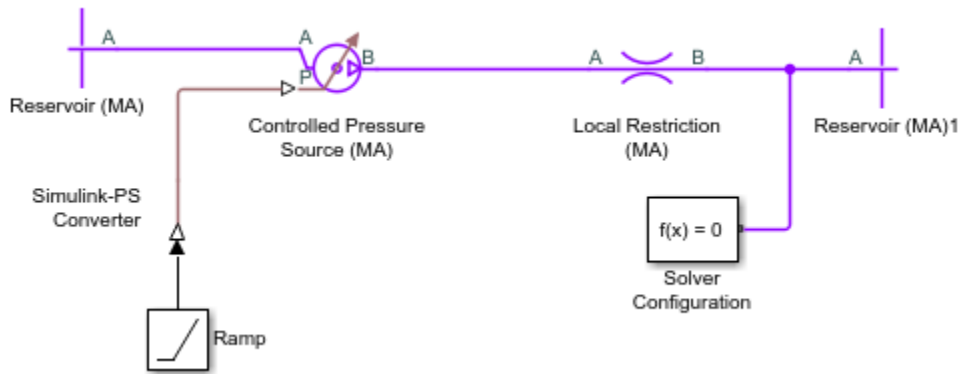 A
A
B
A
B
A
P
Reservoir (MA)
Controlled Pressure
Source (MA)
Local Restriction
(MA)
Reservoir (MA)1
Simulink-PS
Converter
f(x) = 0
Solver
Configuration
Ramp